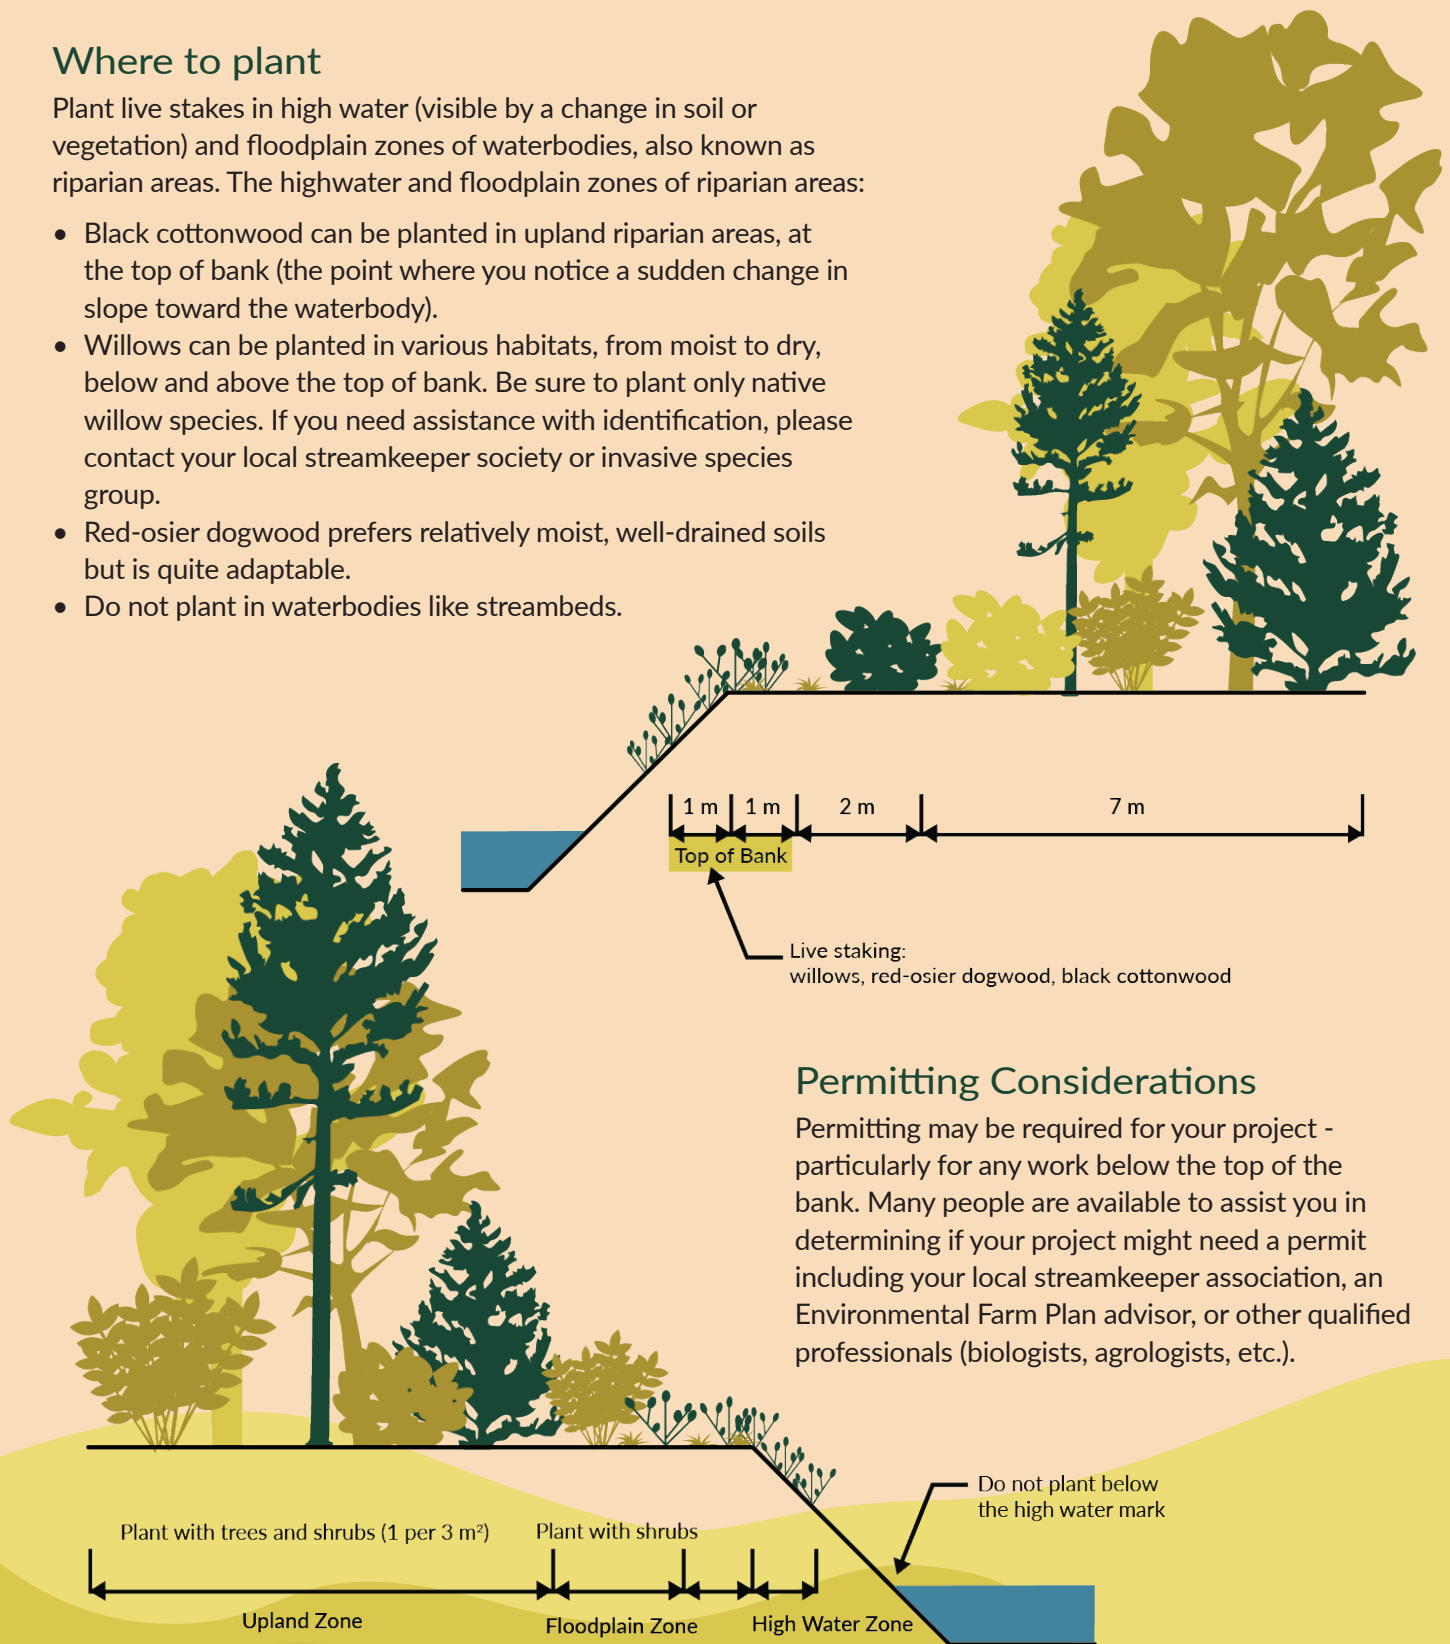 Where to plant
Plant live stakes in high water (visible by a change in soil or
vegetation) and floodplain zones of waterbodies, also known as
riparian areas. The highwater and floodplain zones of riparian areas:
• Black cottonwood can be planted in upland riparian areas, at
the top of bank (the point where you notice a sudden change in
slope toward the waterbody).
• Willows can be planted in various habitats, from moist to dry,
below and above the top of bank. Be sure to plant only native
willow species. If you need assistance with identification, please
contact your local streamkeeper society or invasive species
group.
• Red-osier dogwood prefers relatively moist, well-drained soils
but is quite adaptable.
• Do not plant in waterbodies like streambeds.
1 m 1 m 2 m 7 m
Top of Bank
Live staking:
willows, red-osier dogwood, black cottonwood
Permitting Considerations
Permitting may be required for your project -
particularly for any work below the top of the
bank. Many people are available to assist you in
determining if your project might need a permit
including your local streamkeeper association, an
Environmental Farm Plan advisor, or other qualified
professionals (biologists, agrologists, etc.).
Do not plant below
the high water mark
Plant with trees and shrubs (1 per 3 m²) Plant with shrubs
Upland Zone Floodplain Zone High Water Zone